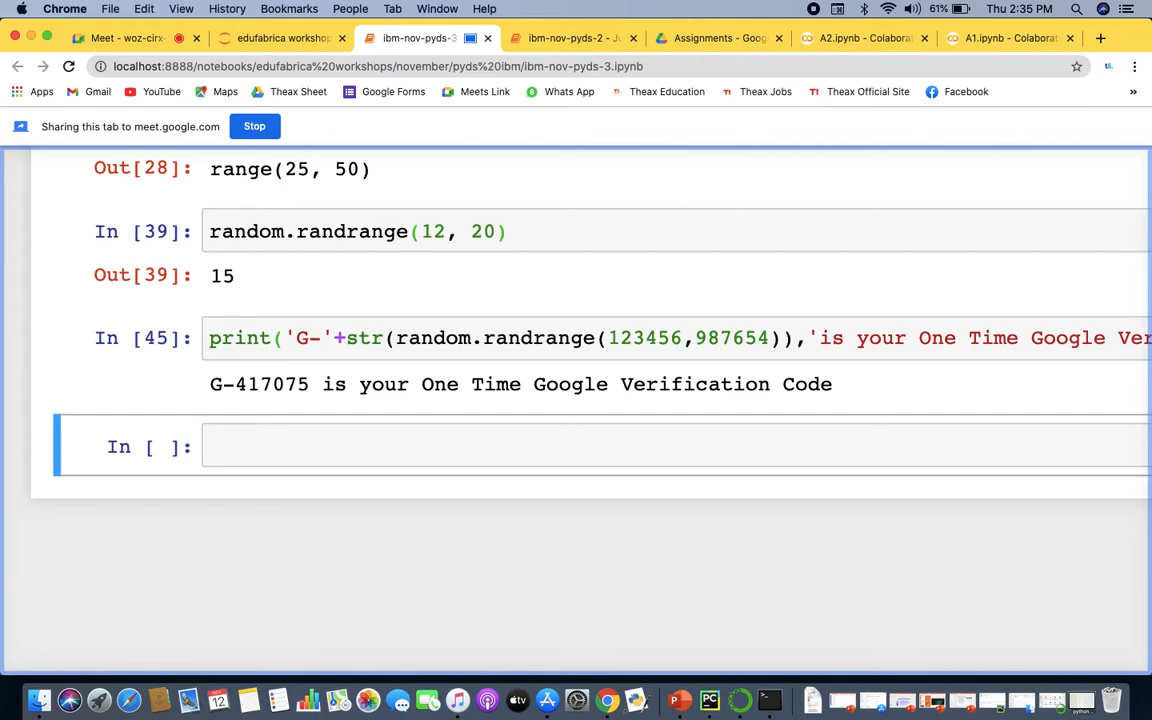 Chrome File Edit View History Bookmarks People Tab Window Help 61% Thu 2:35 PM
Meet - woz-cirx- edufabrica workshop ibm-nov-pyds-3 ibm-nov-pyds-2 - Ju Assignments - Goog A2.ipynb - Colaborat A1.ipynb - Colaborat
localhost:8888/notebooks/edufabrica%20workshops/november/pyds%20ibm/ibm-nov-pyds-3.ipynb
Apps Gmail YouTube Maps Theax Sheet Google Forms Meets Link Whats App Theax Education Theax Jobs Theax Official Site Facebook »
Sharing this tab to meet.google.com Stop
Out[28]: range(25, 50)
In [39]: random.randrange(12, 20)
Out[39]: 15
In [45]: print('G-'+str(random.randrange(123456,987654)),'is your One Time Google Ver
G-417075 is your One Time Google Verification Code
In [ ]: